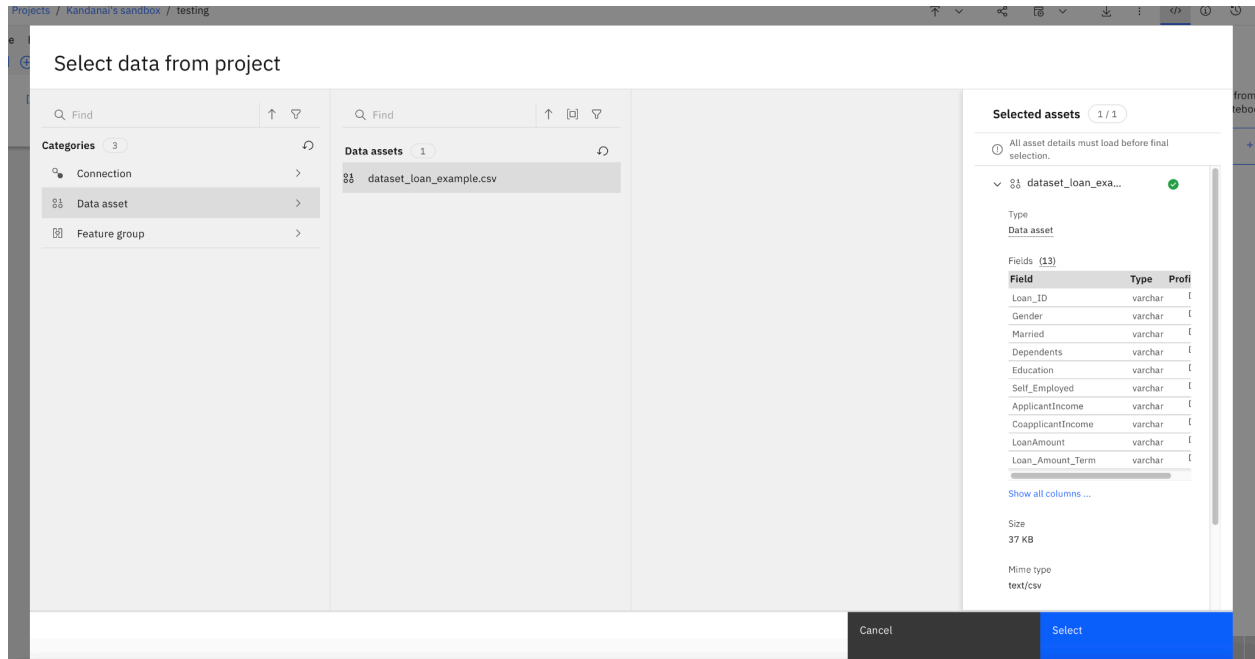 Projects / Kandanai's sandbox / testing
Select data from project
Find
Categories 3
Connection
Data asset
Feature group
Find
Data assets 1
dataset_loan_example.csv
Selected assets 1/1
All asset details must load before final
selection.
dataset_loan_exa...
Type
Data asset
Fields (13)
Field Type Profi
Loan_ID varchar
Gender varchar
Married varchar
Dependents varchar
Education varchar
Self_Employed varchar
ApplicantIncome varchar
CoapplicantIncome varchar
LoanAmount varchar
Loan_Amount_Term varchar
Show all columns ...
Size
37 KB
Mime type
text/csv
Cancel
Select
from